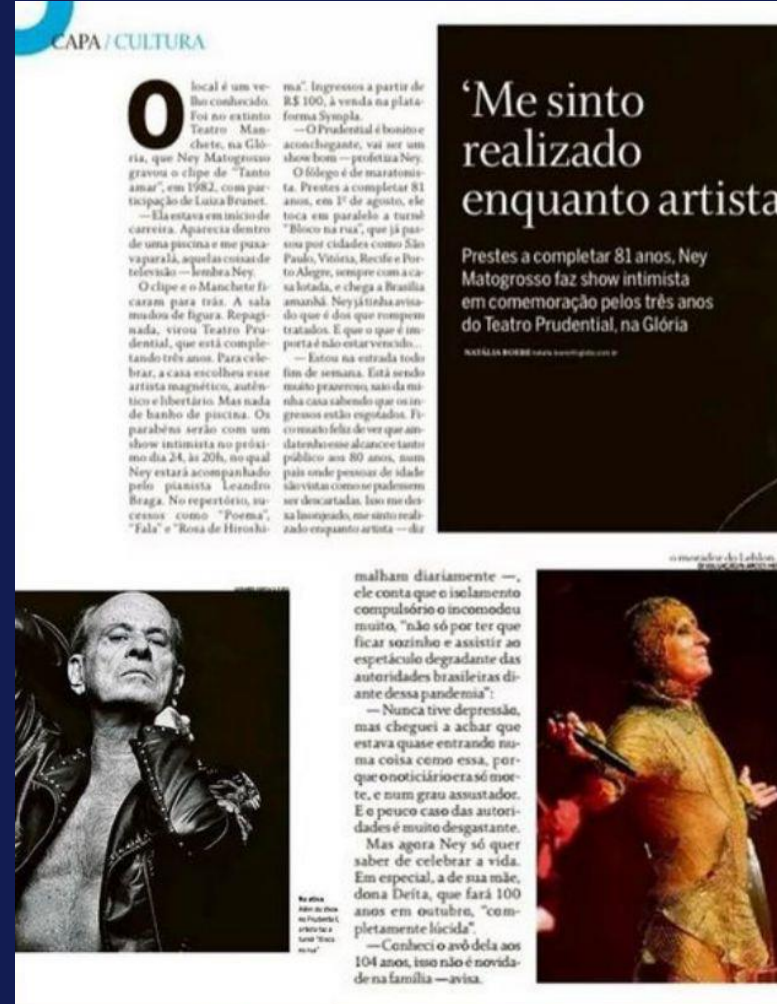 CAPA / CULTURA
O local é um ve-
lho conhecido.
Foi no extinto
Teatro Man-
chete, na Gló-
ria, que Ney Matogrosso
gravou o clipe de “Tanto
amar”, em 1982, com par-
ticipação de Luiza Brunet.
— Ela estava em início de
carreira. Aparecia dentro
de uma piscina e me puxa-
va para lá, aquelas coisas de
televisão — lembra Ney.
O clipe e o Manchete fi-
caram para trás. A sala
mudou de figura. Repagi-
nada, virou Teatro Pru-
dential, que está comple-
tando três anos. Para cele-
brar, a casa escolheu esse
artista magnético, autên-
tico e libertário. Mas nada
de banho de piscina. Os
parabéns serão com um
show intimista no próxi-
mo dia 24, às 20h, no qual
Ney estará acompanhado
pelo pianista Leandro
Braga. No repertório, su-
cessos como “Poema”,
“Fala” e “Rosa de Hiroshi-
ma”. Ingressos a partir de
R$ 100, à venda na plata-
forma Sympla.
— O Prudential é bonito e
aconchegante, vai ser um
show bom — profetiza Ney.
O fôlego é de maratonis-
ta. Prestes a completar 81
anos, em 1º de agosto, ele
toca em paralelo a turnê
“Bloco na rua”, que já pas-
sou por cidades como São
Paulo, Vitória, Recife e Por-
to Alegre, sempre com a ca-
sa lotada, e chega a Brasília
amanhã. Ney já tinha avisa-
do que é dos que rompem
tratados. E que o que é im-
porta é não estar vencido...
— Estou na estrada todo
fim de semana. Está sendo
muito prazeroso, saio da mi-
nha casa sabendo que os in-
gressos estão esgotados. Fi-
co muito feliz de ver que ain-
da tenho esse alcance e tanto
público aos 80 anos, num
país onde pessoas de idade
são vistas como se pudessem
ser descartadas. Isso me dei-
xa lisonjeado, me sinto reali-
zado enquanto artista — diz
‘Me sinto
realizado
enquanto artista
Prestes a completar 81 anos, Ney
Matogrosso faz show intimista
em comemoração pelos três anos
do Teatro Prudential, na Glória
o morador do Leblon.
malham diariamente —,
ele conta que o isolamento
compulsório o incomodou
muito, “não só por ter que
ficar sozinho e assistir ao
espetáculo degradante das
autoridades brasileiras di-
ante dessa pandemia”:
— Nunca tive depressão,
mas cheguei a achar que
estava quase entrando nu-
ma coisa como essa, por-
que o noticiário era só mor-
te, e num grau assustador.
E o pouco caso das autori-
dades é muito desgastante.
Mas agora Ney só quer
saber de celebrar a vida.
Em especial, a de sua mãe,
dona Deíta, que fará 100
anos em outubro, “com-
pletamente lúcida”.
— Conheci o avô dela aos
104 anos, isso não é novida-
de na família — avisa.